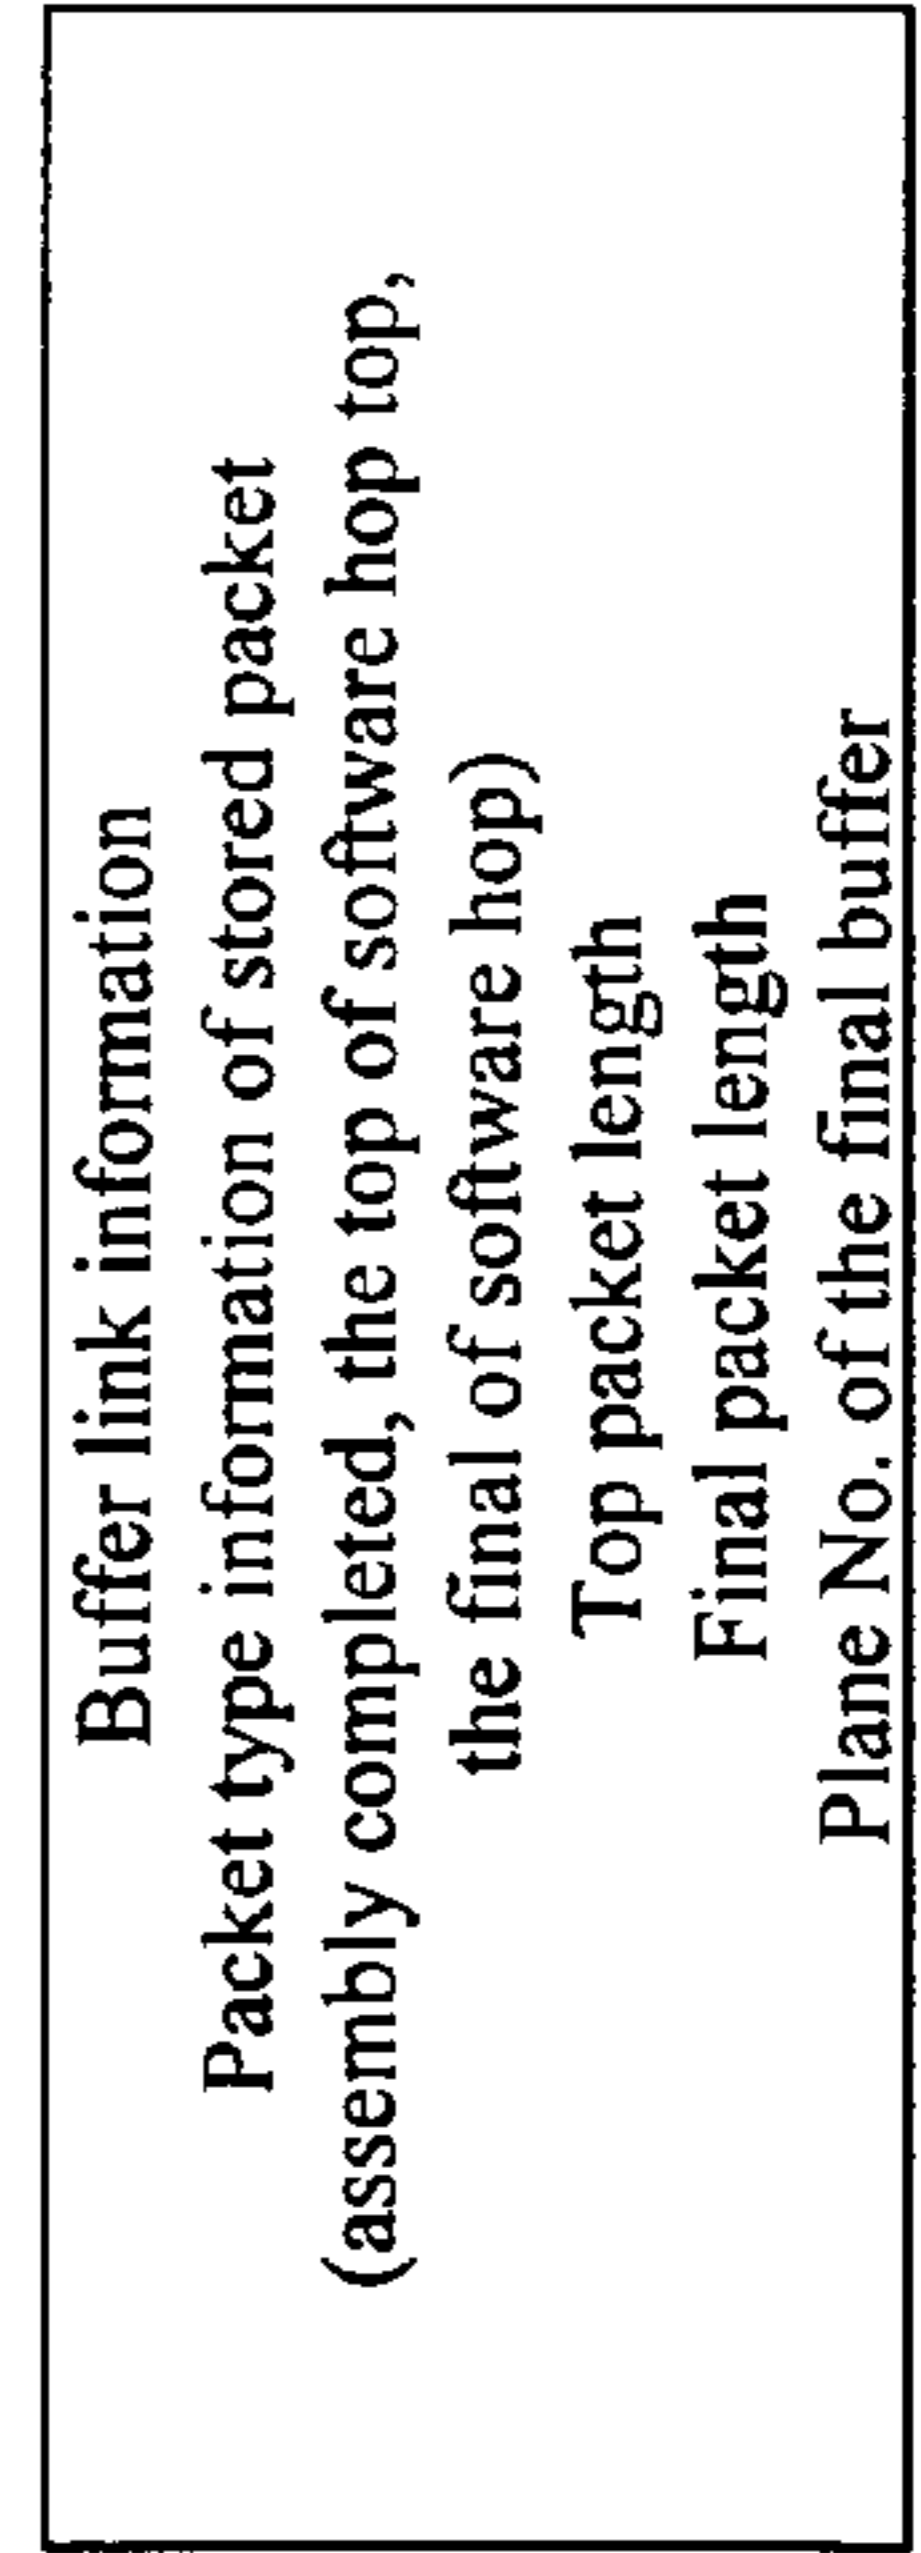 Buffer link information
Packet type information of stored packet
(assembly completed, the top of software hop top,
the final of software hop)
Top packet length
Final packet length
Plane No. of the final buffer